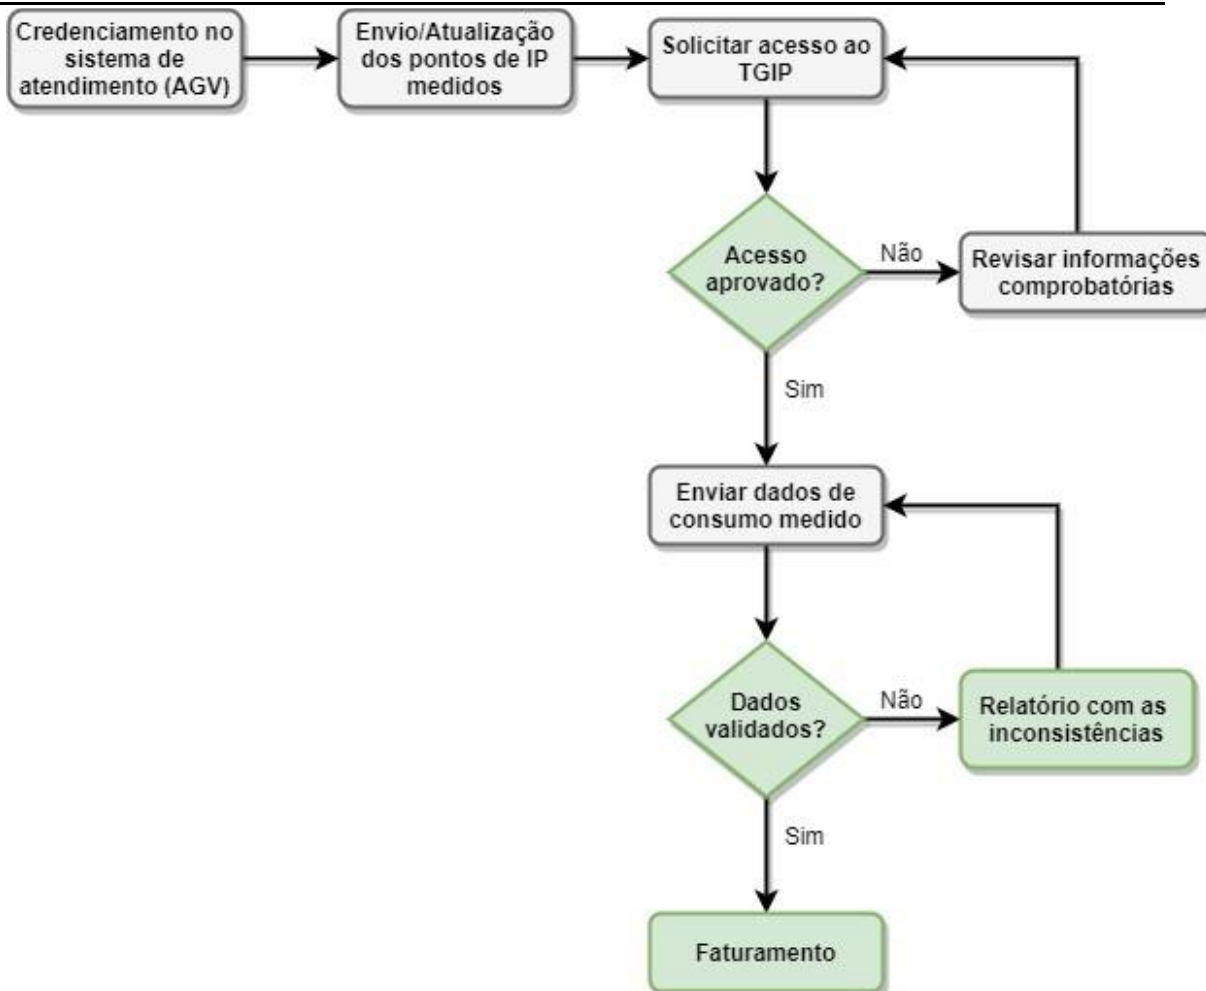 Credenciamento no
sistema de
atendimento (AGV)
Envio/Atualização
dos pontos de IP
medidos
Solicitar acesso ao
TGIP
Acesso
aprovado?
Não
Revisar informações
comprobatórias
Sim
Enviar dados de
consumo medido
Dados
validados?
Não
Relatório com as
inconsistências
Sim
Faturamento